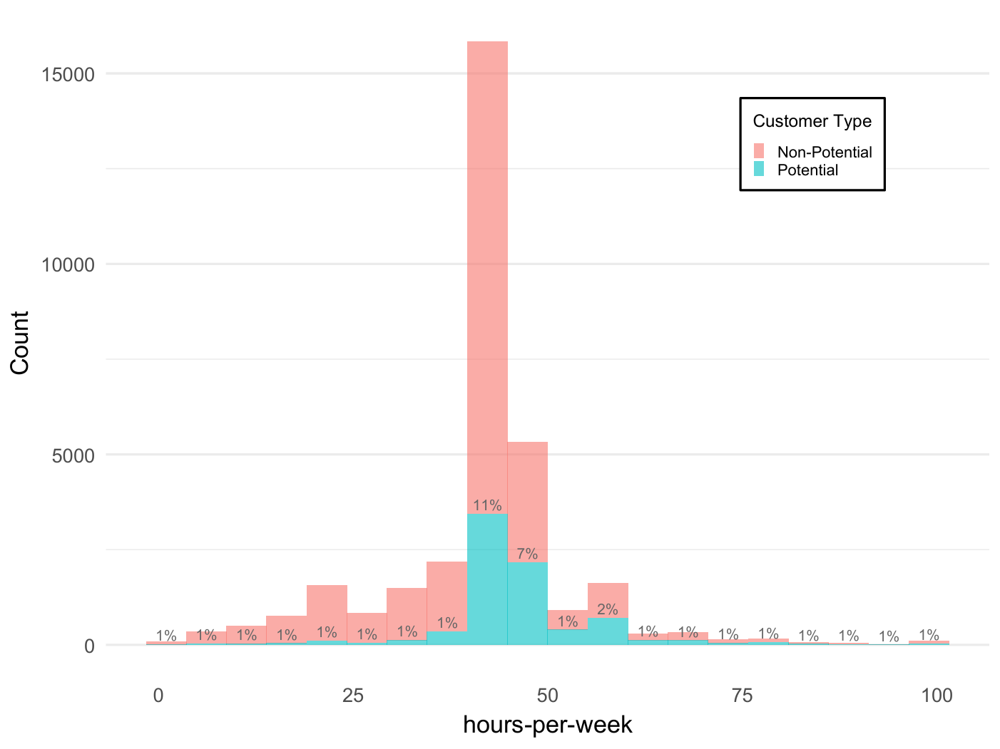 15000
10000
5000
0
Count
Customer Type
Non-Potential
Potential
1% 1% 1% 1% 1% 1% 1% 1% 11% 7% 1% 2% 1% 1% 1% 1% 1% 1% 1% 1%
0 25 50 75 100
hours-per-week